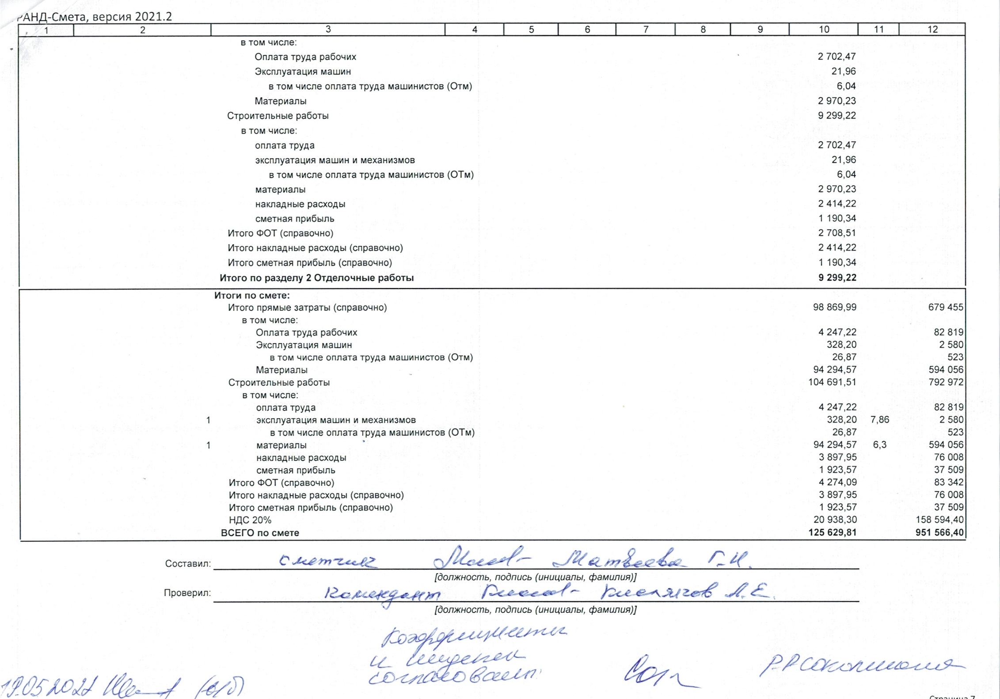 РАНД-Смета, версия 2021.2
1 2 3 4 5 6 7 8 9 10 11 12
в том числе:
Оплата труда рабочих 2 702,47
Эксплуатация машин 21,96
в том числе оплата труда машинистов (Отм) 6,04
Материалы 2 970,23
Строительные работы 9 299,22
в том числе:
оплата труда 2 702,47
эксплуатация машин и механизмов 21,96
в том числе оплата труда машинистов (ОТм) 6,04
материалы 2 970,23
накладные расходы 2 414,22
сметная прибыль 1 190,34
Итого ФОТ (справочно) 2 708,51
Итого накладные расходы (справочно) 2 414,22
Итого сметная прибыль (справочно) 1 190,34
Итого по разделу 2 Отделочные работы 9 299,22
Итоги по смете:
Итого прямые затраты (справочно) 98 869,99 679 455
в том числе:
Оплата труда рабочих 4 247,22 82 819
Эксплуатация машин 328,20 2 580
в том числе оплата труда машинистов (Отм) 26,87 523
Материалы 94 294,57 594 056
Строительные работы 104 691,51 792 972
в том числе:
оплата труда 4 247,22 82 819
1 эксплуатация машин и механизмов 328,20 7,86 2 580
в том числе оплата труда машинистов (ОТм) 26,87 523
1 материалы 94 294,57 6,3 594 056
накладные расходы 3 897,95 76 008
сметная прибыль 1 923,57 37 509
Итого ФОТ (справочно) 4 274,09 83 342
Итого накладные расходы (справочно) 3 897,95 76 008
Итого сметная прибыль (справочно) 1 923,57 37 509
НДС 20% 20 938,30 158 594,40
ВСЕГО по смете 125 629,81 951 566,40
Составил: сметчик Матвеева Г.И.
[должность, подпись (инициалы, фамилия)]
Проверил: Комендант Кисляков А.Е.
[должность, подпись (инициалы, фамилия)]
Коэффициенты
и индексы
согласованы
19.05.2021
Страница 7